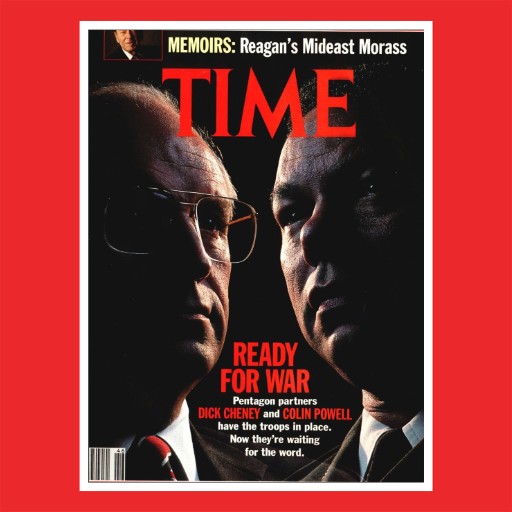 MEMOIRS: Reagan's Mideast Morass
TIME
READY
FOR WAR
Pentagon partners
DICK CHENEY and COLIN POWELL
have the troops in place.
Now they're waiting
for the word.
46